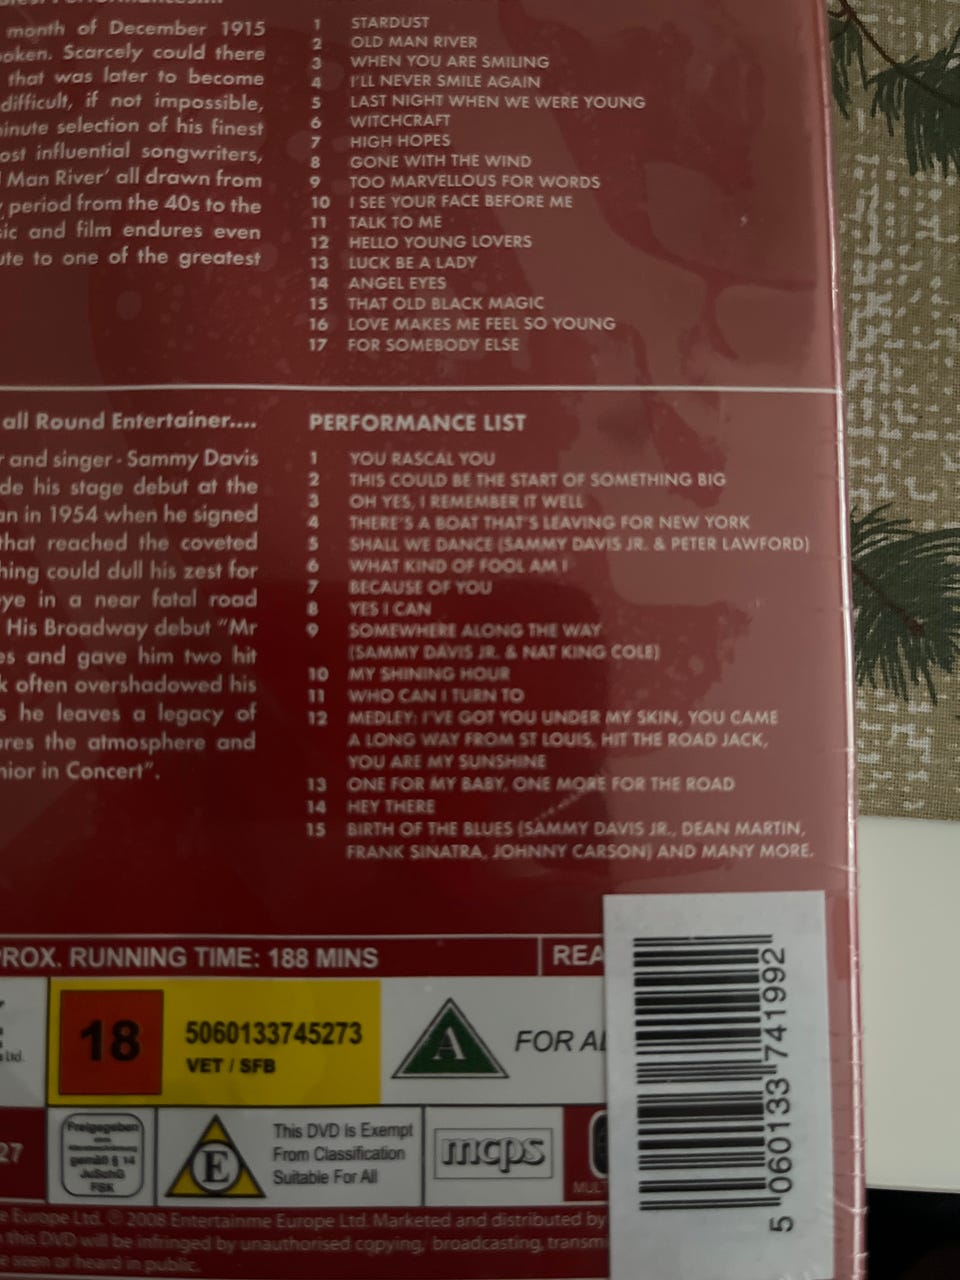 month of December 1915
oken. Scarcely could there
that was later to become
difficult, if not impossible,
minute selection of his finest
ost influential songwriters,
Man River' all drawn from
period from the 40s to the
ic and film endures even
ute to one of the greatest
1 STARDUST
2 OLD MAN RIVER
3 WHEN YOU ARE SMILING
4 I'LL NEVER SMILE AGAIN
5 LAST NIGHT WHEN WE WERE YOUNG
6 WITCHCRAFT
7 HIGH HOPES
8 GONE WITH THE WIND
9 TOO MARVELLOUS FOR WORDS
10 I SEE YOUR FACE BEFORE ME
11 TALK TO ME
12 HELLO YOUNG LOVERS
13 LUCK BE A LADY
14 ANGEL EYES
15 THAT OLD BLACK MAGIC
16 LOVE MAKES ME FEEL SO YOUNG
17 FOR SOMEBODY ELSE
all Round Entertainer....
r and singer - Sammy Davis
de his stage debut at the
an in 1954 when he signed
that reached the coveted
hing could dull his zest for
eye in a near fatal road
His Broadway debut "Mr
es and gave him two hit
k often overshadowed his
s he leaves a legacy of
ures the atmosphere and
nior in Concert".
PERFORMANCE LIST
1 YOU RASCAL YOU
2 THIS COULD BE THE START OF SOMETHING BIG
3 OH YES, I REMEMBER IT WELL
4 THERE'S A BOAT THAT'S LEAVING FOR NEW YORK
5 SHALL WE DANCE (SAMMY DAVIS JR. & PETER LAWFORD)
6 WHAT KIND OF FOOL AM I
7 BECAUSE OF YOU
8 YES I CAN
9 SOMEWHERE ALONG THE WAY
(SAMMY DAVIS JR. & NAT KING COLE)
10 MY SHINING HOUR
11 WHO CAN I TURN TO
12 MEDLEY: I'VE GOT YOU UNDER MY SKIN, YOU CAME
A LONG WAY FROM ST LOUIS, HIT THE ROAD JACK,
YOU ARE MY SUNSHINE
13 ONE FOR MY BABY, ONE MORE FOR THE ROAD
14 HEY THERE
15 BIRTH OF THE BLUES (SAMMY DAVIS JR., DEAN MARTIN,
FRANK SINATRA, JOHNNY CARSON) AND MANY MORE.
ROX. RUNNING TIME: 188 MINS
REA
Ltd.
18
5060133745273
VET / SFB
A
FOR AL
27
Freigegeben
gemäß § 14
JuSchG
FSK
E
This DVD is Exempt
From Classification
Suitable For All
mcps
MULT
5060133741992
e Europe Ltd. © 2008 Entertainme Europe Ltd. Marketed and distributed by
this DVD will be infringed by unauthorised copying, broadcasting, transm
e seen or heard in public.